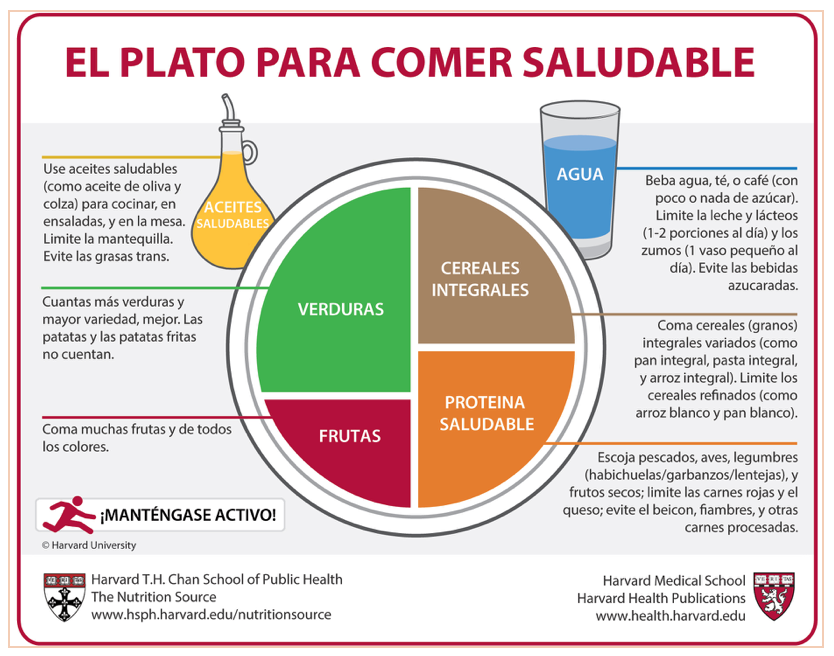 EL PLATO PARA COMER SALUDABLE
ACEITES
SALUDABLES
Use aceites saludables
(como aceite de oliva y
colza) para cocinar, en
ensaladas, y en la mesa.
Limite la mantequilla.
Evite las grasas trans.
AGUA
Beba agua, té, o café (con
poco o nada de azúcar).
Limite la leche y lácteos
(1-2 porciones al día) y los
zumos (1 vaso pequeño al
día). Evite las bebidas
azucaradas.
VERDURAS
Cuantas más verduras y
mayor variedad, mejor. Las
patatas y las patatas fritas
no cuentan.
CEREALES
INTEGRALES
Coma cereales (granos)
integrales variados (como
pan integral, pasta integral,
y arroz integral). Limite los
cereales refinados (como
arroz blanco y pan blanco).
FRUTAS
Coma muchas frutas y de todos
los colores.
PROTEINA
SALUDABLE
Escoja pescados, aves, legumbres
(habichuelas/garbanzos/lentejas), y
frutos secos; limite las carnes rojas y el
queso; evite el beicon, fiambres, y otras
carnes procesadas.
¡MANTÉNGASE ACTIVO!
© Harvard University
Harvard T.H. Chan School of Public Health
The Nutrition Source
www.hsph.harvard.edu/nutritionsource
Harvard Medical School
Harvard Health Publications
www.health.harvard.edu